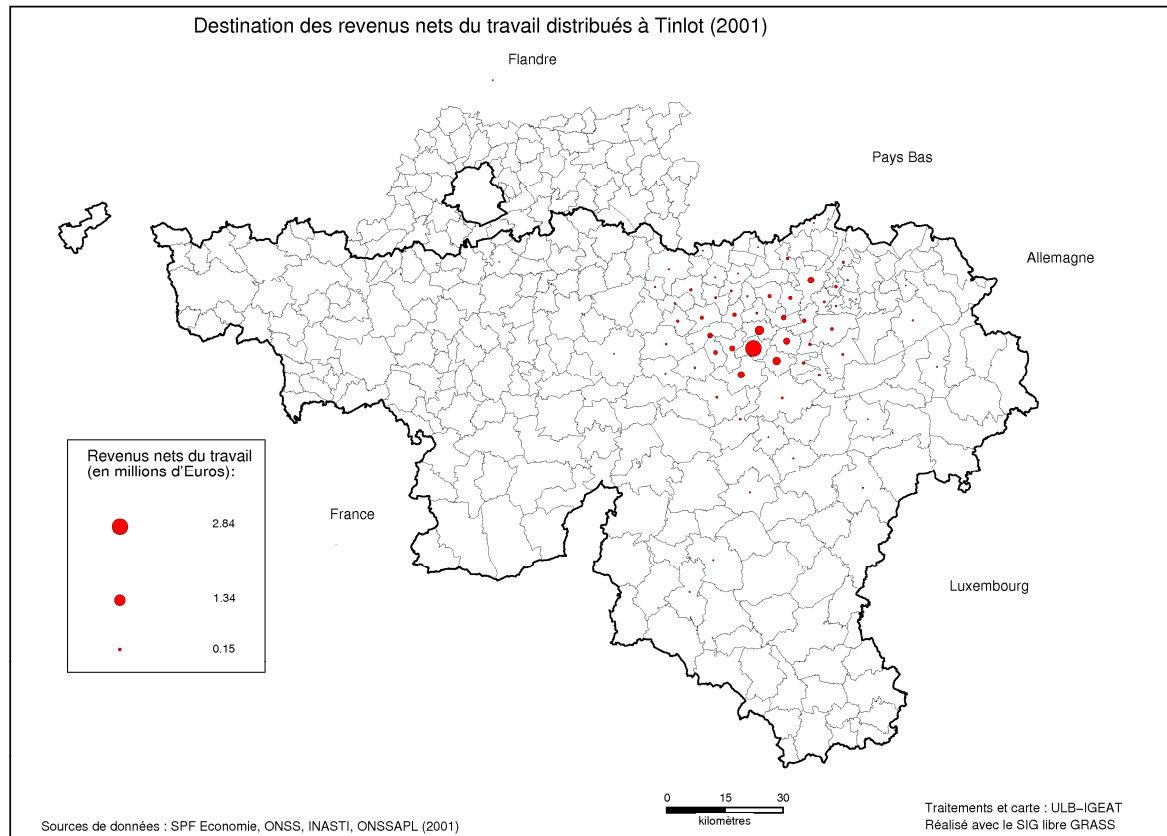 Destination des revenus nets du travail distribués à Tinlot (2001)
Flandre
Pays Bas
Allemagne
Revenus nets du travail
(en millions d'Euros):
2.84
1.34
0.15
France
Luxembourg
0 15 30
kilomètres
Sources de données : SPF Economie, ONSS, INASTI, ONSSAPL (2001)
Traitements et carte : ULB-IGEAT
Réalisé avec le SIG libre GRASS